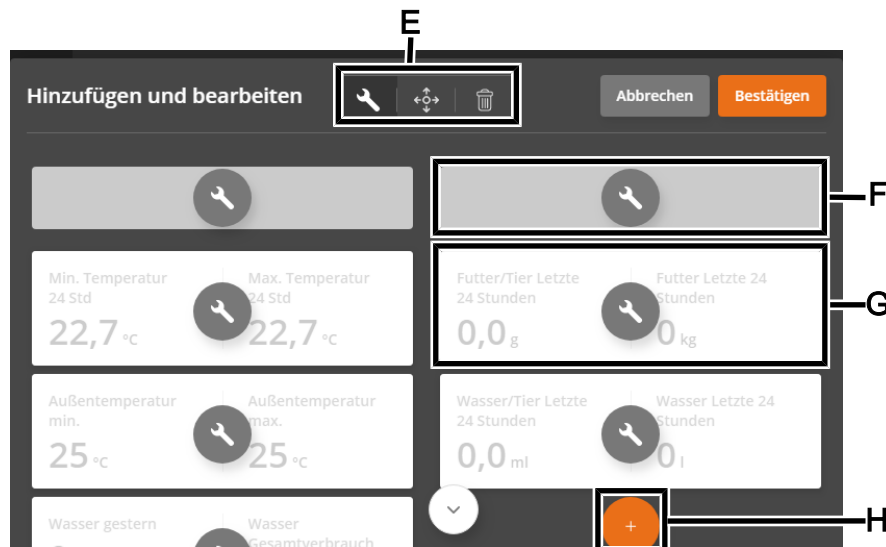 E
Hinzufügen und bearbeiten
Abbrechen
Bestätigen
F
Min. Temperatur
24 Std
22,7 °C
Max. Temperatur
24 Std
22,7 °C
Futter/Tier Letzte
24 Stunden
0,0 g
Futter Letzte 24
Stunden
0 kg
G
Außentemperatur
min.
25 °C
Außentemperatur
max.
25 °C
Wasser/Tier Letzte
24 Stunden
0,0 ml
Wasser Letzte 24
Stunden
0 l
Wasser gestern
Wasser
Gesamtverbrauch
+
H